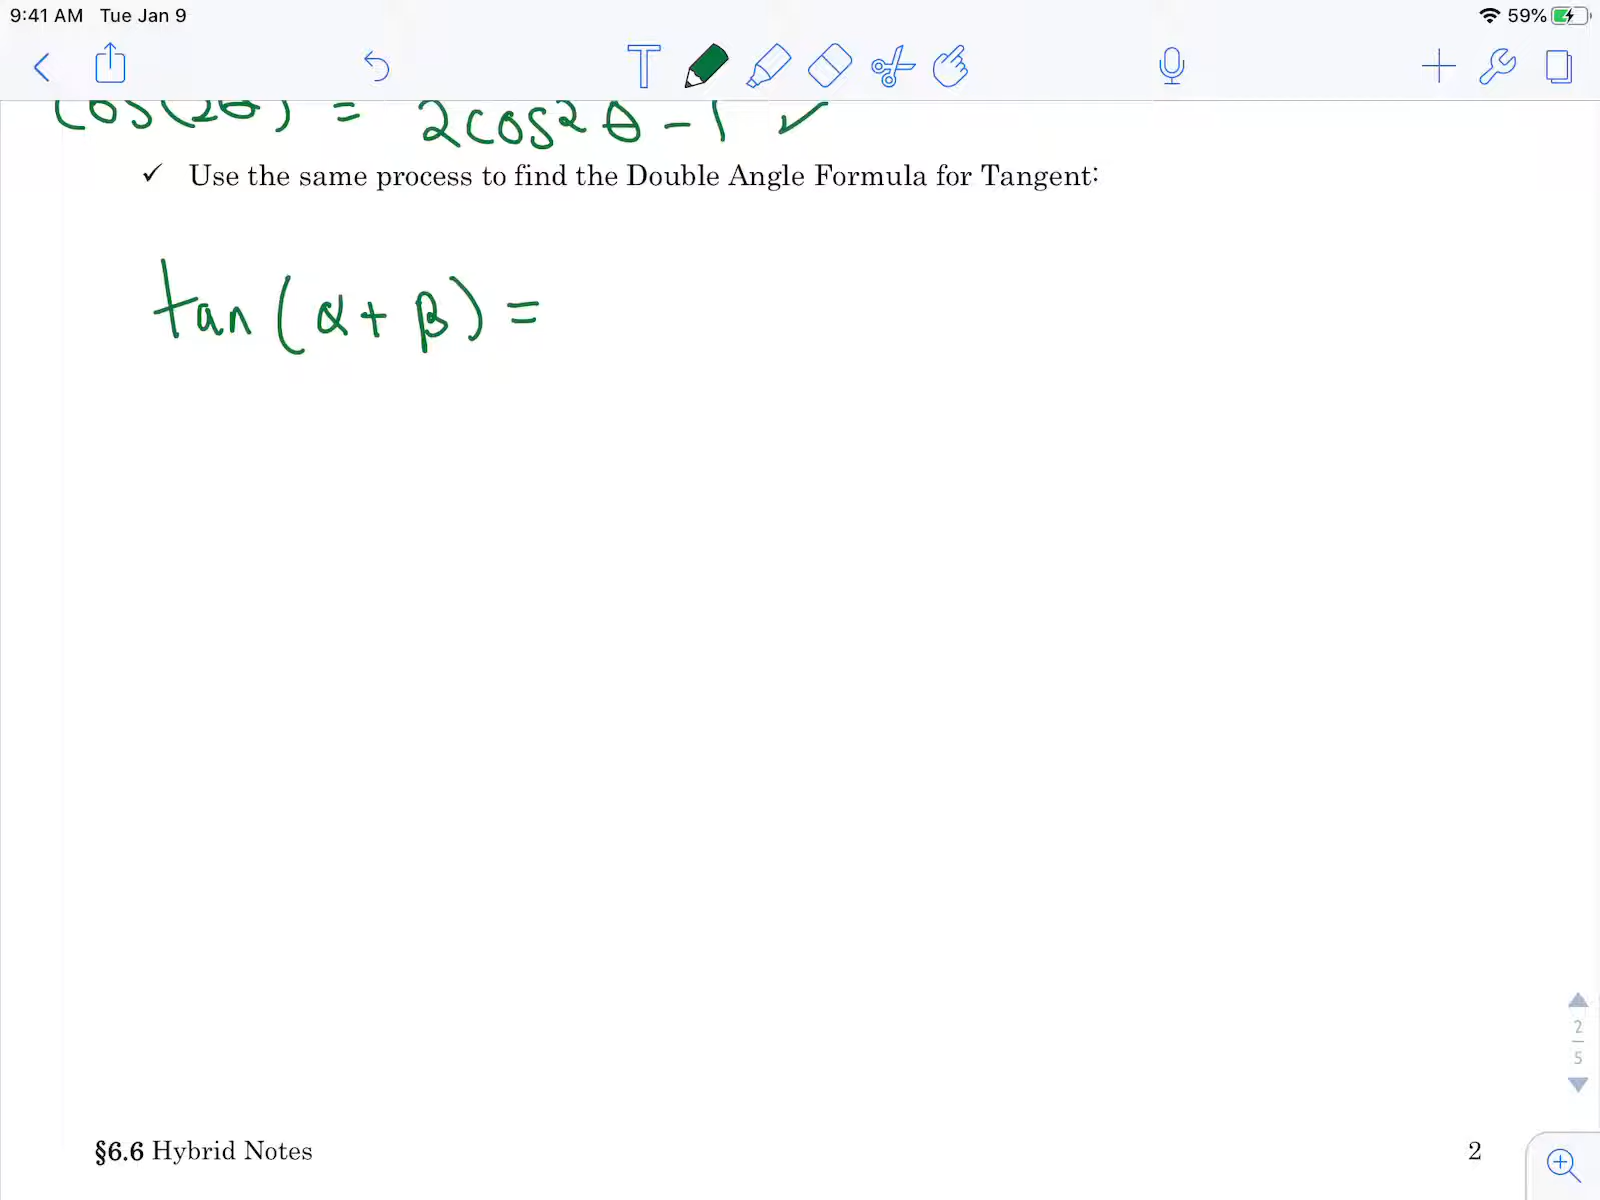 9:41 AM Tue Jan 9
59%
cos(2θ) = 2cos²θ - 1 ✓
✓ Use the same process to find the Double Angle Formula for Tangent:
tan(α + β) =
2
5
§6.6 Hybrid Notes
2